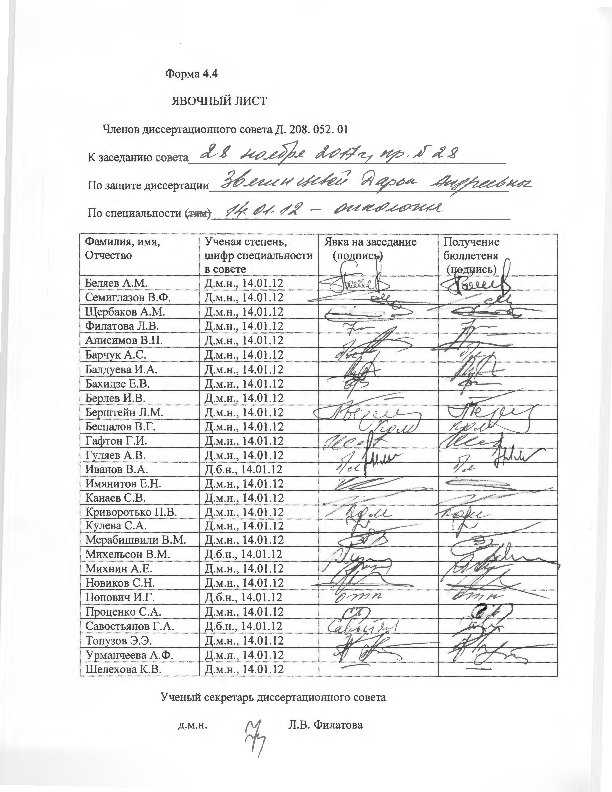 Форма 4.4
ЯВОЧНЫЙ ЛИСТ
Членов диссертационного совета Д. 208. 052. 01
К заседанию совета 28 ноября 2017 г, пр. № 28
По защите диссертации Дарьи Андреевны
По специальности (ям) 14.01.12 – онкология
Фамилия, имя, Отчество Ученая степень, шифр специальности в совете Явка на заседание (подпись) Получение бюллетеня (подпись)
Беляев А.М. Д.м.н., 14.01.12
Семиглазов В.Ф. Д.м.н., 14.01.12
Щербаков А.М. Д.м.н., 14.01.12
Филатова Л.В. Д.м.н., 14.01.12
Анисимов В.Н. Д.м.н., 14.01.12
Барчук А.С. Д.м.н., 14.01.12
Балдуева И.А. Д.м.н., 14.01.12
Бахидзе Е.В. Д.м.н., 14.01.12
Берлев И.В. Д.м.н., 14.01.12
Берштейн Л.М. Д.м.н., 14.01.12
Беспалов В.Г. Д.м.н., 14.01.12
Гафтон Г.И. Д.м.н., 14.01.12
Гуляев А.В. Д.м.н., 14.01.12
Иванов В.А. Д.б.н., 14.01.12
Имянитов Е.Н. Д.м.н., 14.01.12
Канаев С.В. Д.м.н., 14.01.12
Криворотько П.В. Д.м.н., 14.01.12
Кулева С.А. Д.м.н., 14.01.12
Мерабишвили В.М. Д.м.н., 14.01.12
Михельсон В.М. Д.б.н., 14.01.12
Михнин А.Е. Д.м.н., 14.01.12
Новиков С.Н. Д.м.н., 14.01.12
Попович И.Г. Д.б.н., 14.01.12
Проценко С.А. Д.м.н., 14.01.12
Савостьянов Г.А. Д.б.н., 14.01.12
Топузов Э.Э. Д.м.н., 14.01.12
Урманчеева А.Ф. Д.м.н., 14.01.12
Шелехова К.В. Д.м.н., 14.01.12
Ученый секретарь диссертационного совета
д.м.н. Л.В. Филатова